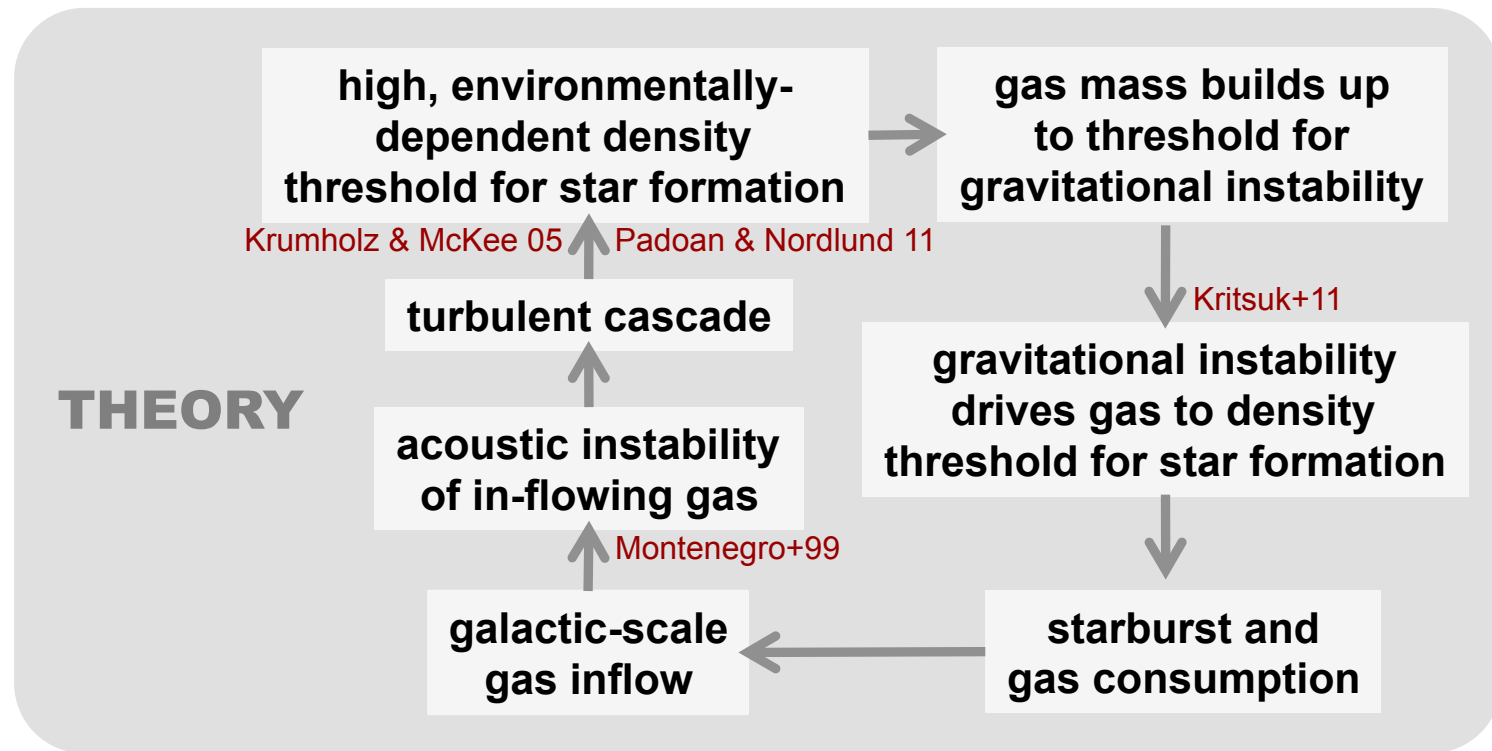 high, environmentally-
dependent density
threshold for star formation
gas mass builds up
to threshold for
gravitational instability
Krumholz & McKee 05
Padoan & Nordlund 11
turbulent cascade
Kritsuk+11
gravitational instability
drives gas to density
threshold for star formation
THEORY
acoustic instability
of in-flowing gas
Montenegro+99
galactic-scale
gas inflow
starburst and
gas consumption